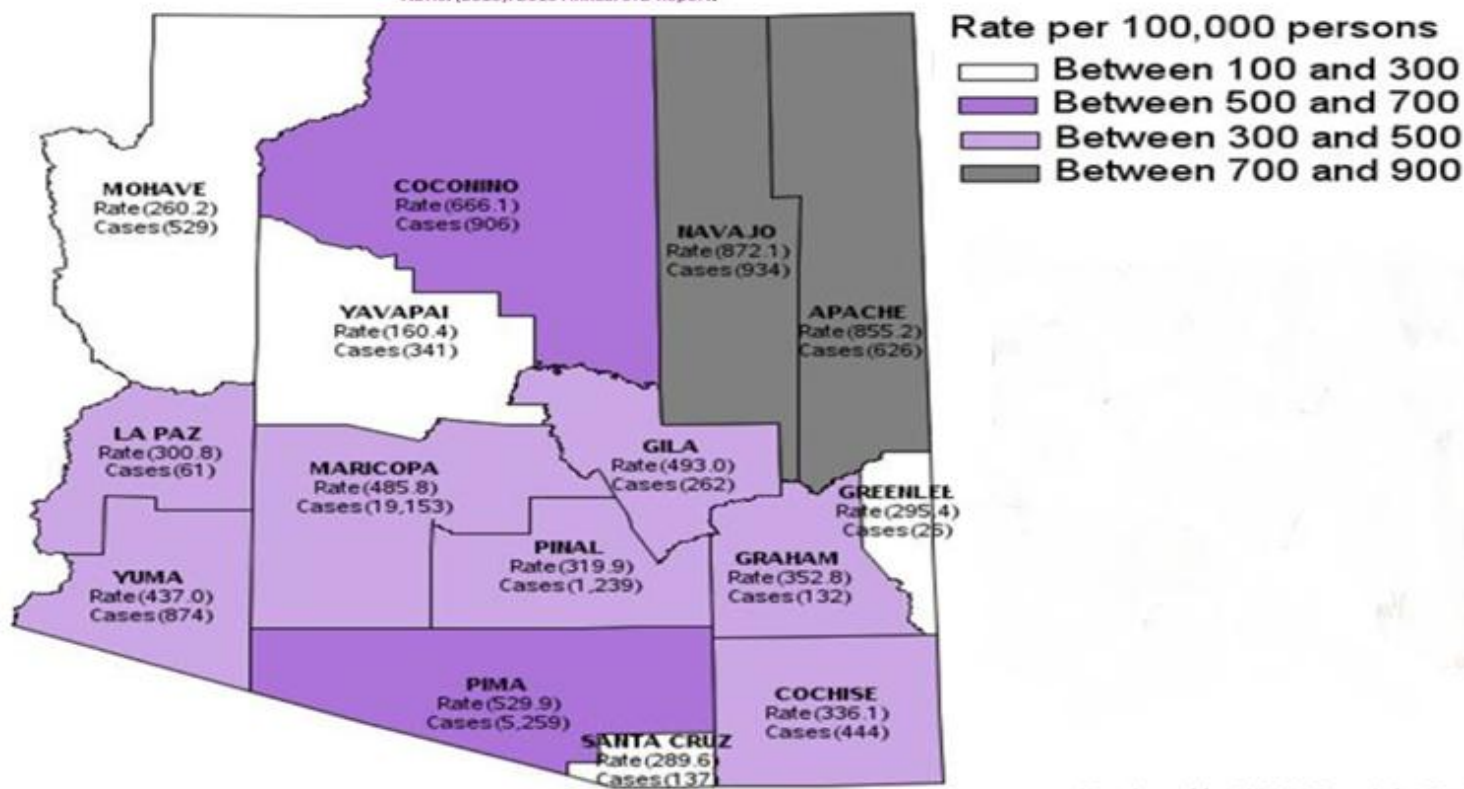 Rate per 100,000 persons
Between 100 and 300
Between 500 and 700
Between 300 and 500
Between 700 and 900
MOHAVE
Rate(260.2)
Cases(529)
COCONINO
Rate(666.1)
Cases(906)
NAVAJO
Rate(872.1)
Cases(934)
YAVAPAI
Rate(160.4)
Cases(341)
APACHE
Rate(855.2)
Cases(626)
LA PAZ
Rate(300.8)
Cases(61)
MARICOPA
Rate(485.8)
Cases(19,153)
GILA
Rate(493.0)
Cases(262)
GREENLEE
Rate(295.4)
YUMA
Rate(437.0)
Cases(874)
PINAL
Rate(319.9)
Cases(1,239)
GRAHAM
Rate(352.8)
Cases(132)
PIMA
Rate(529.9)
Cases(5,259)
COCHISE
Rate(336.1)
Cases(444)
SANTA CRUZ
Rate(289.6)
Cases(137